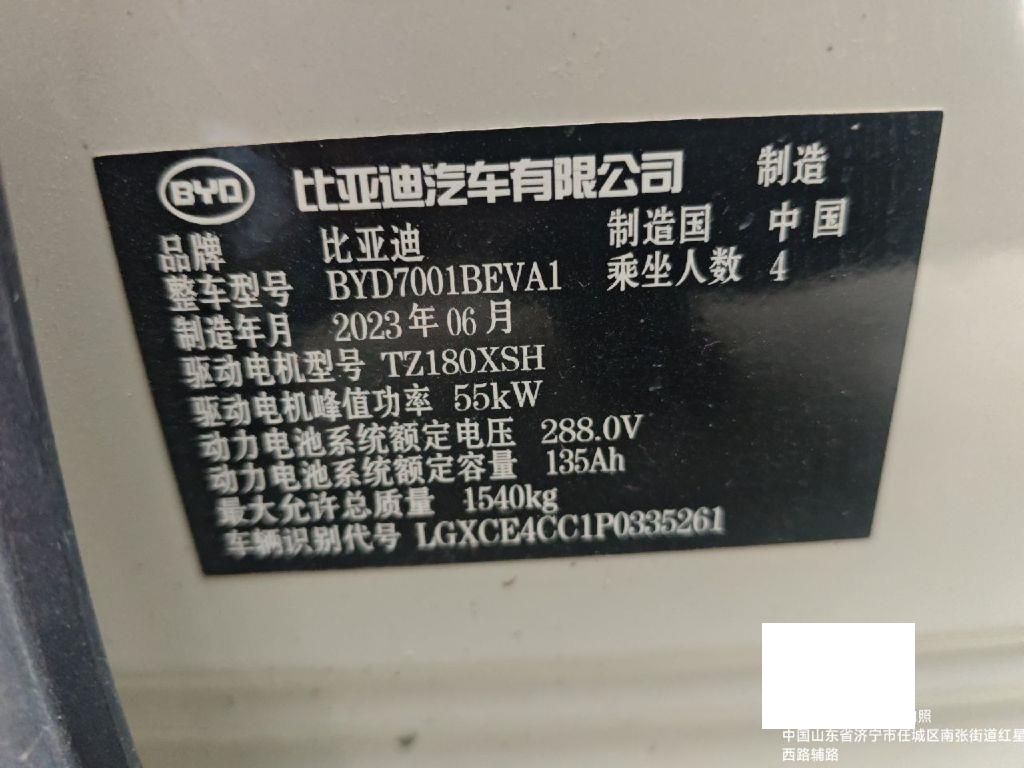 BYD 比亚迪汽车有限公司 制造
品牌 比亚迪 制造国 中国
整车型号 BYD7001BEVA1 乘坐人数 4
制造年月 2023年06月
驱动电机型号 TZ180XSH
驱动电机峰值功率 55kW
动力电池系统额定电压 288.0V
动力电池系统额定容量 135Ah
最大允许总质量 1540kg
车辆识别代号 LGXCE4CC1P0335261
照
中国山东省济宁市任城区南张街道红星
西路辅路